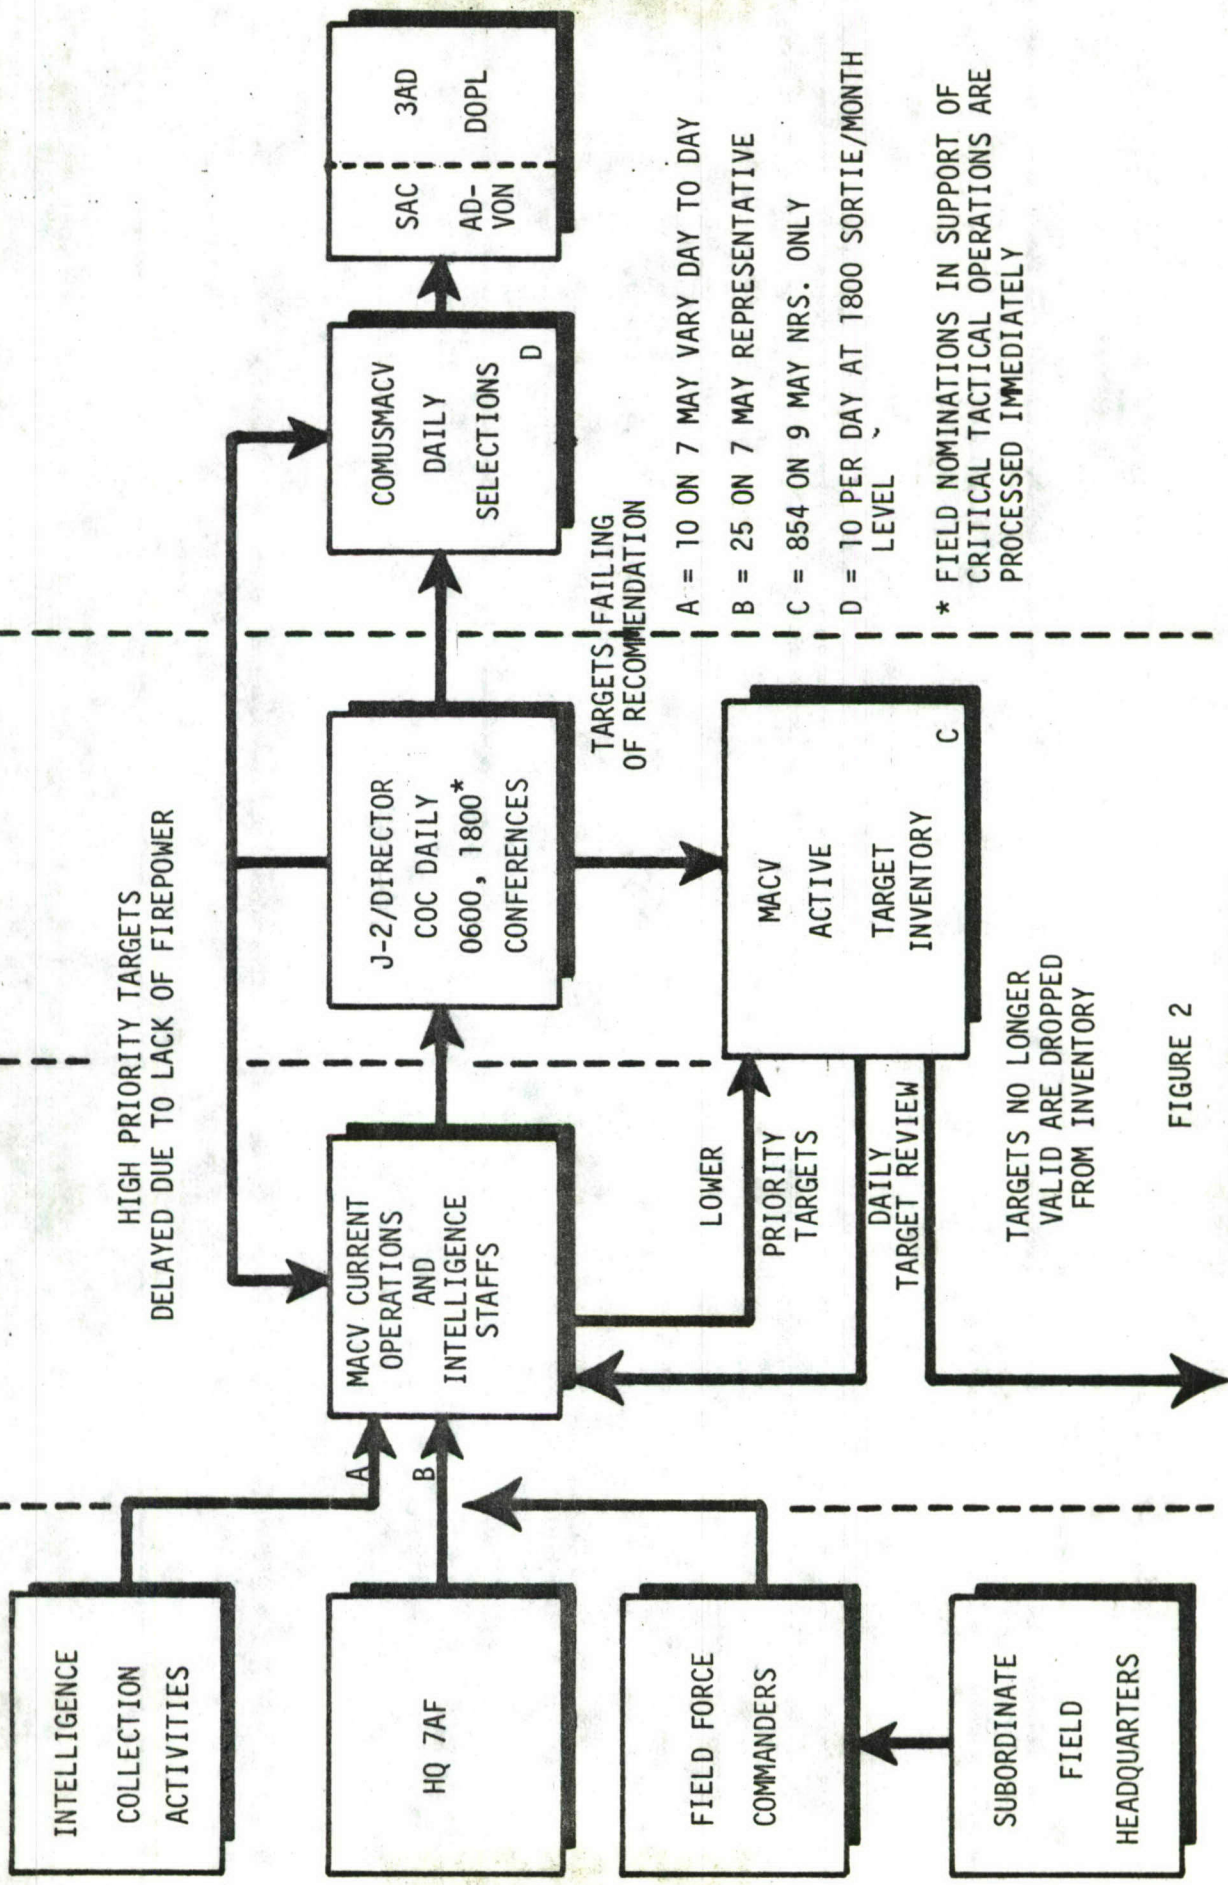 HIGH PRIORITY TARGETS
DELAYED DUE TO LACK OF FIREPOWER
INTELLIGENCE
COLLECTION
ACTIVITIES
HQ 7AF
FIELD FORCE
COMMANDERS
SUBORDINATE
FIELD
HEADQUARTERS
A
B
MACV CURRENT
OPERATIONS
AND
INTELLIGENCE
STAFFS
LOWER
PRIORITY
TARGETS
DAILY
TARGET REVIEW
J-2/DIRECTOR
COC DAILY
0600, 1800*
CONFERENCES
MACV
ACTIVE
TARGET
INVENTORY
C
TARGETS NO LONGER
VALID ARE DROPPED
FROM INVENTORY
TARGETS FAILING
OF RECOMMENDATION
COMUSMACV
DAILY
SELECTIONS
D
SAC 3AD
AD- DOPL
VON
A = 10 ON 7 MAY VARY DAY TO DAY
B = 25 ON 7 MAY REPRESENTATIVE
C = 854 ON 9 MAY NRS. ONLY
D = 10 PER DAY AT 1800 SORTIE/MONTH
LEVEL
* FIELD NOMINATIONS IN SUPPORT OF
CRITICAL TACTICAL OPERATIONS ARE
PROCESSED IMMEDIATELY
FIGURE 2